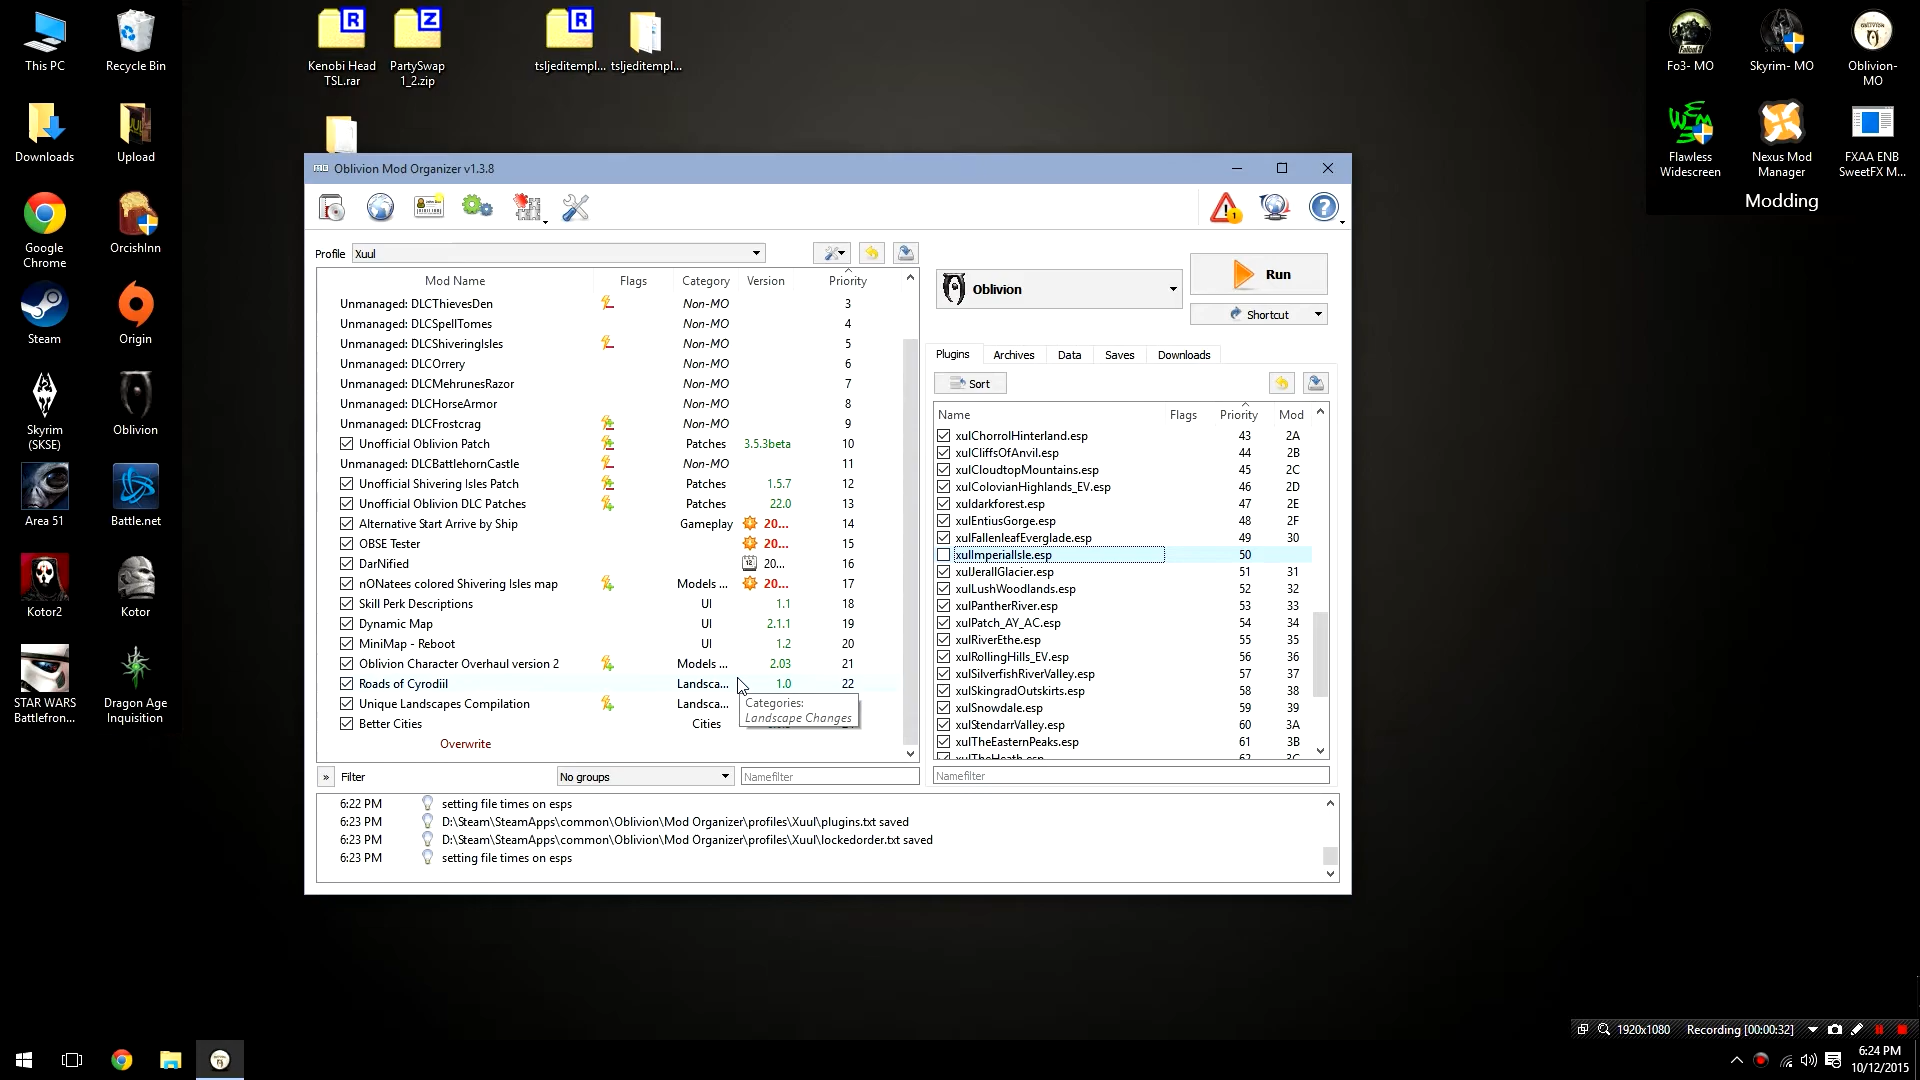 This PC
Recycle Bin
Kenobi Head
TSL.rar
PartySwap
1_2.zip
tsljeditempl...
tsljeditempl...
Fo3- MO
Skyrim- MO
Oblivion-
MO
Downloads
Upload
Flawless
Widescreen
Nexus Mod
Manager
FXAA ENB
SweetFX M...
Modding
Google
Chrome
OrcishInn
Steam
Origin
Skyrim
(SKSE)
Oblivion
Area 51
Battle.net
Kotor2
Kotor
STAR WARS
Battlefron...
Dragon Age
Inquisition
Oblivion Mod Organizer v1.3.8
Profile Xuul
Mod Name Flags Category Version Priority
Unmanaged: DLCThievesDen Non-MO 3
Unmanaged: DLCSpellTomes Non-MO 4
Unmanaged: DLCShiveringIsles Non-MO 5
Unmanaged: DLCOrrery Non-MO 6
Unmanaged: DLCMehrunesRazor Non-MO 7
Unmanaged: DLCHorseArmor Non-MO 8
Unmanaged: DLCFrostcrag Non-MO 9
Unofficial Oblivion Patch Patches 3.5.3beta 10
Unmanaged: DLCBattlehornCastle Non-MO 11
Unofficial Shivering Isles Patch Patches 1.5.7 12
Unofficial Oblivion DLC Patches Patches 22.0 13
Alternative Start Arrive by Ship Gameplay 20... 14
OBSE Tester 20... 15
DarNified 20... 16
nONatees colored Shivering Isles map Models ... 20... 17
Skill Perk Descriptions UI 1.1 18
Dynamic Map UI 2.1.1 19
MiniMap - Reboot UI 1.2 20
Oblivion Character Overhaul version 2 Models ... 2.03 21
Roads of Cyrodiil Landsca... 1.0 22
Unique Landscapes Compilation Landsca...
Better Cities Cities
Overwrite
Categories:
Landscape Changes
» Filter No groups Namefilter
Oblivion
Run
Shortcut
Plugins Archives Data Saves Downloads
Sort
Name Flags Priority Mod
xulChorrolHinterland.esp 43 2A
xulCliffsOfAnvil.esp 44 2B
xulCloudtopMountains.esp 45 2C
xulColovianHighlands_EV.esp 46 2D
xuldarkforest.esp 47 2E
xulEntiusGorge.esp 48 2F
xulFallenleafEverglade.esp 49 30
xulImperialIsle.esp 50
xulJerallGlacier.esp 51 31
xulLushWoodlands.esp 52 32
xulPantherRiver.esp 53 33
xulPatch_AY_AC.esp 54 34
xulRiverEthe.esp 55 35
xulRollingHills_EV.esp 56 36
xulSilverfishRiverValley.esp 57 37
xulSkingradOutskirts.esp 58 38
xulSnowdale.esp 59 39
xulStendarrValley.esp 60 3A
xulTheEasternPeaks.esp 61 3B
xulTheHeath.esp 62 3C
Namefilter
6:22 PM setting file times on esps
6:23 PM D:\Steam\SteamApps\common\Oblivion\Mod Organizer\profiles\Xuul\plugins.txt saved
6:23 PM D:\Steam\SteamApps\common\Oblivion\Mod Organizer\profiles\Xuul\lockedorder.txt saved
6:23 PM setting file times on esps
1920x1080 Recording [00:00:32]
6:24 PM
10/12/2015